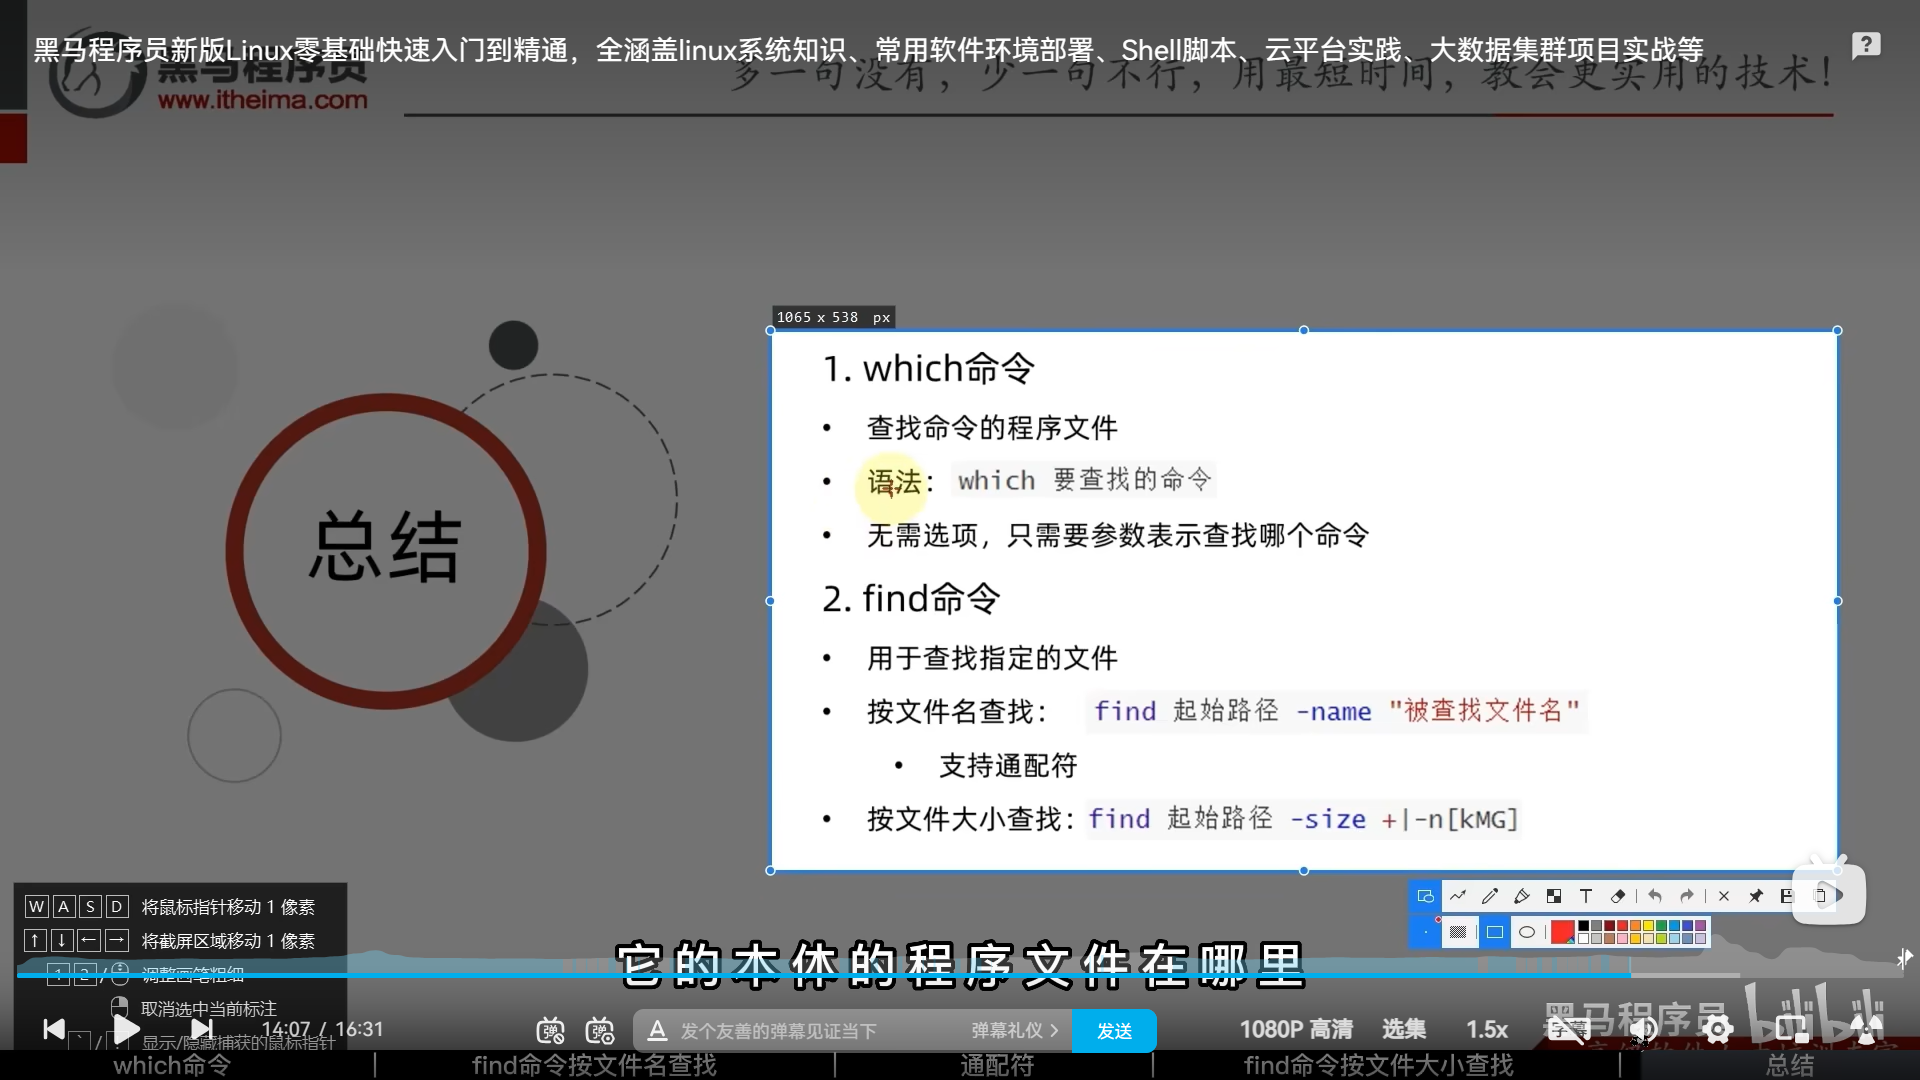 黑马程序员新版Linux零基础快速入门到精通，全涵盖linux系统知识、常用软件环境部署、Shell脚本、云平台实践、大数据集群项目实战等
黑马程序员
www.itheima.com
多一句没有，少一句不行，用最短时间，教会更实用的技术！
1065 x 538 px
总结
1. which命令
• 查找命令的程序文件
• 语法： which 要查找的命令
• 无需选项，只需要参数表示查找哪个命令
2. find命令
• 用于查找指定的文件
• 按文件名查找： find 起始路径 -name "被查找文件名"
• 支持通配符
• 按文件大小查找：find 起始路径 -size +|-n[kMG]
W A S D 将鼠标指针移动 1 像素
↑ ↓ ← → 将截屏区域移动 1 像素
1 2 / 调整画笔粗细
取消选中当前标注
显示/隐藏捕获的鼠标指针
它的本体的程序文件在哪里
黑马程序员
bilibili
14:07 / 16:31
弹 弹
A 发个友善的弹幕见证当下
弹幕礼仪 >
发送
1080P 高清
选集
1.5x
字幕
which命令
find命令按文件名查找
通配符
find命令按文件大小查找
总结